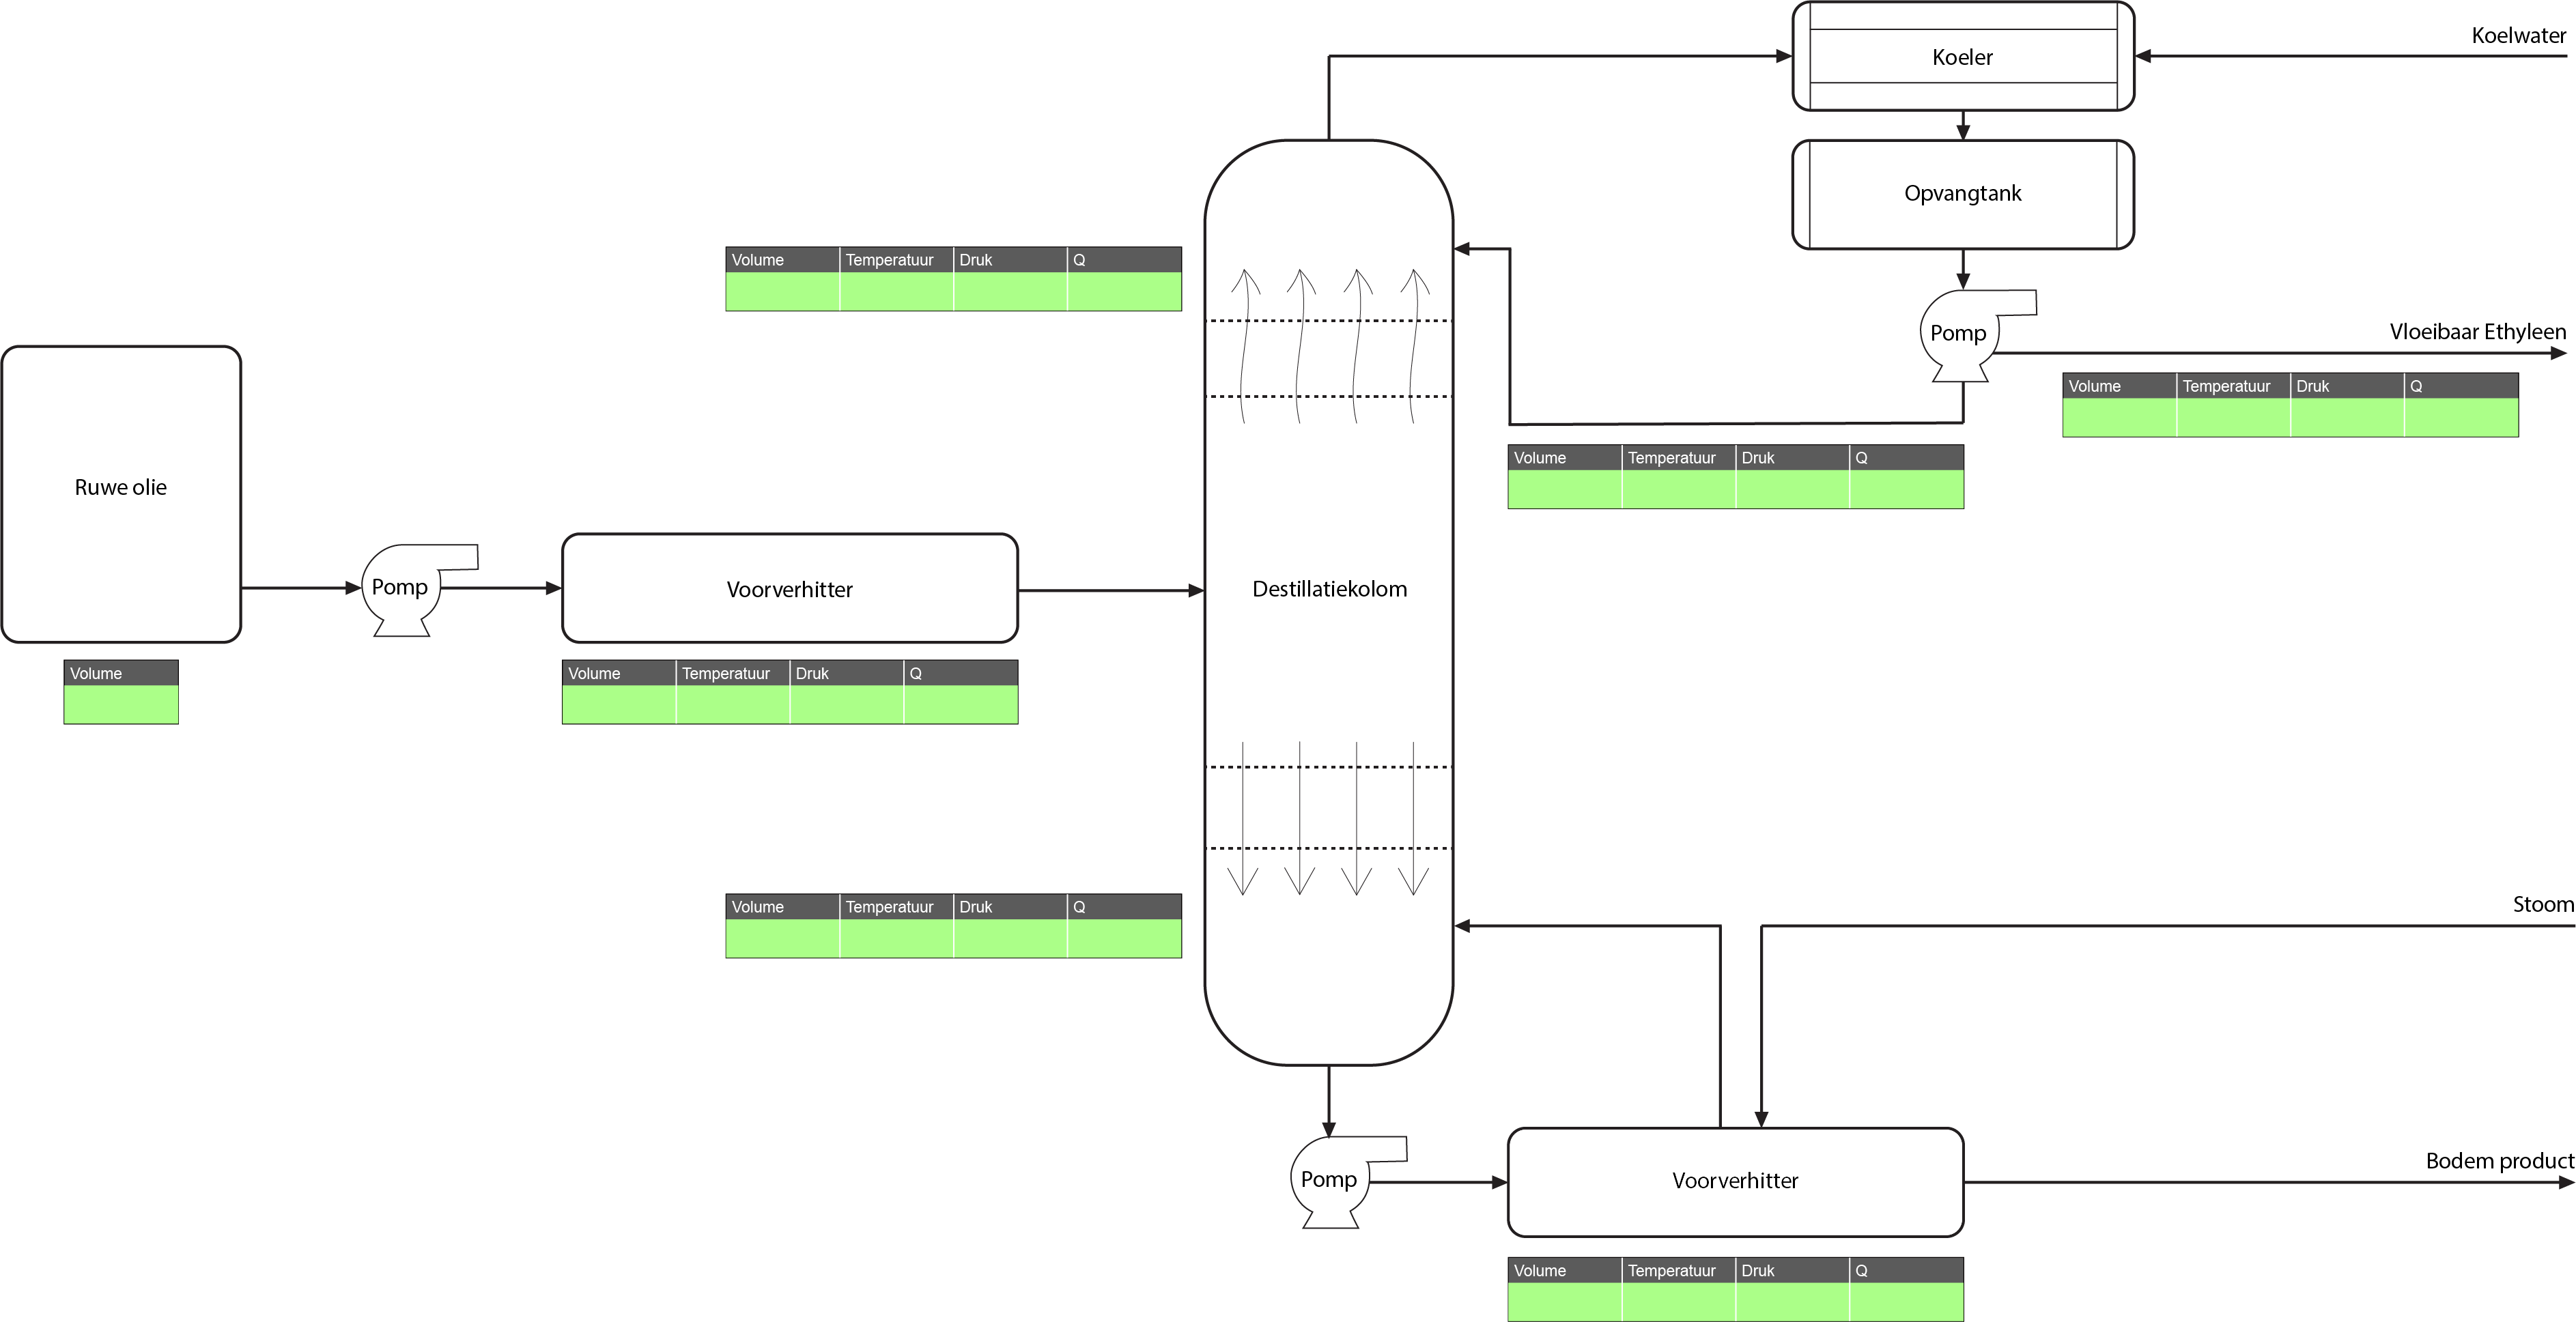 Koelwater
Koeler
Opvangtank
Volume Temperatuur Druk Q
Pomp
Vloeibaar Ethyleen
Volume Temperatuur Druk Q
Volume Temperatuur Druk Q
Ruwe olie
Pomp
Voorverhitter
Destillatiekolom
Volume
Volume Temperatuur Druk Q
Volume Temperatuur Druk Q
Stoom
Bodem product
Pomp
Voorverhitter
Volume Temperatuur Druk Q